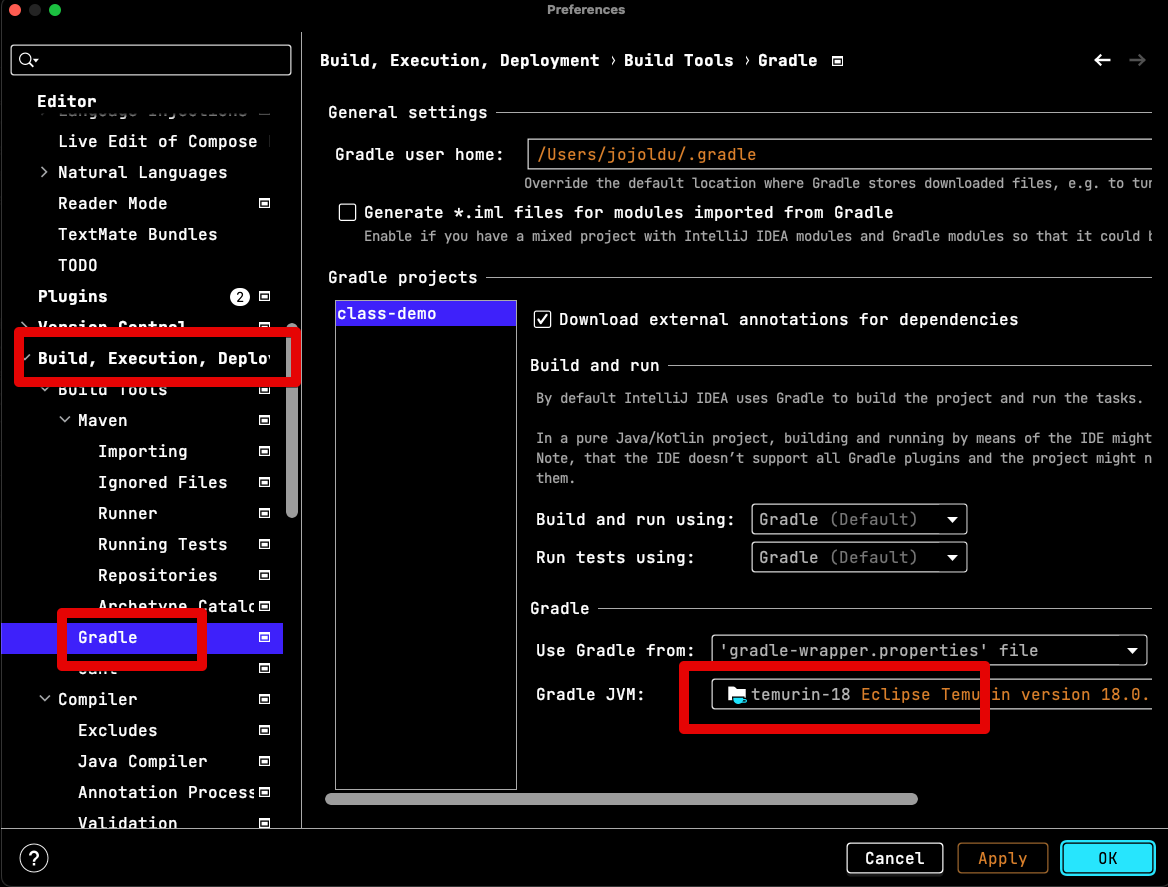 Preferences
Build, Execution, Deployment › Build Tools › Gradle
Editor
Language Injections
Live Edit of Compose
Natural Languages
Reader Mode
TextMate Bundles
TODO
Plugins 2
Version Control
Build, Execution, Deploy
Build Tools
Maven
Importing
Ignored Files
Runner
Running Tests
Repositories
Archetype Catalo
Gradle
Compiler
Excludes
Java Compiler
Annotation Process
Validation
General settings
Gradle user home: /Users/jojoldu/.gradle
Override the default location where Gradle stores downloaded files, e.g. to tun
Generate *.iml files for modules imported from Gradle
Enable if you have a mixed project with IntelliJ IDEA modules and Gradle modules so that it could b
Gradle projects
class-demo
Download external annotations for dependencies
Build and run
By default IntelliJ IDEA uses Gradle to build the project and run the tasks.
In a pure Java/Kotlin project, building and running by means of the IDE might
Note, that the IDE doesn't support all Gradle plugins and the project might n
them.
Build and run using: Gradle (Default)
Run tests using: Gradle (Default)
Gradle
Use Gradle from: 'gradle-wrapper.properties' file
Gradle JVM: temurin-18 Eclipse Temurin version 18.0.
?
Cancel
Apply
OK